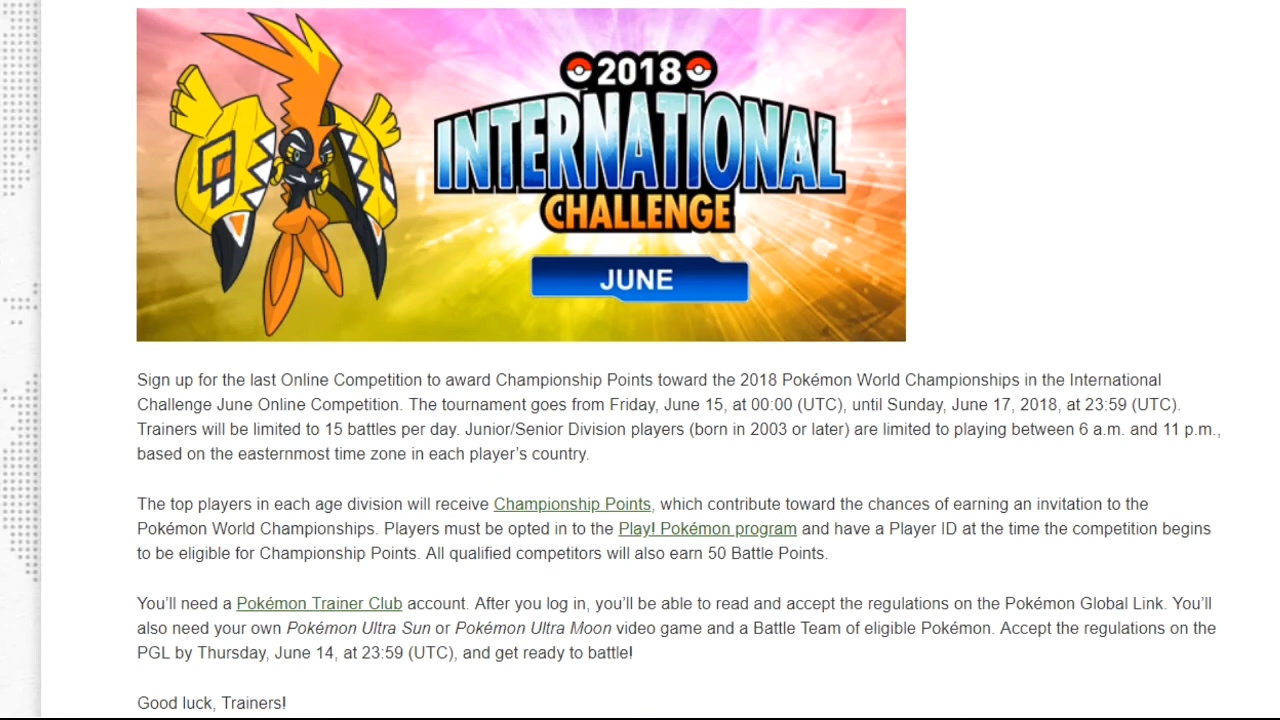 2018
INTERNATIONAL
CHALLENGE
JUNE
Sign up for the last Online Competition to award Championship Points toward the 2018 Pokémon World Championships in the International
Challenge June Online Competition. The tournament goes from Friday, June 15, at 00:00 (UTC), until Sunday, June 17, 2018, at 23:59 (UTC).
Trainers will be limited to 15 battles per day. Junior/Senior Division players (born in 2003 or later) are limited to playing between 6 a.m. and 11 p.m.,
based on the easternmost time zone in each player’s country.
The top players in each age division will receive Championship Points, which contribute toward the chances of earning an invitation to the
Pokémon World Championships. Players must be opted in to the Play! Pokémon program and have a Player ID at the time the competition begins
to be eligible for Championship Points. All qualified competitors will also earn 50 Battle Points.
You’ll need a Pokémon Trainer Club account. After you log in, you’ll be able to read and accept the regulations on the Pokémon Global Link. You’ll
also need your own Pokémon Ultra Sun or Pokémon Ultra Moon video game and a Battle Team of eligible Pokémon. Accept the regulations on the
PGL by Thursday, June 14, at 23:59 (UTC), and get ready to battle!
Good luck, Trainers!